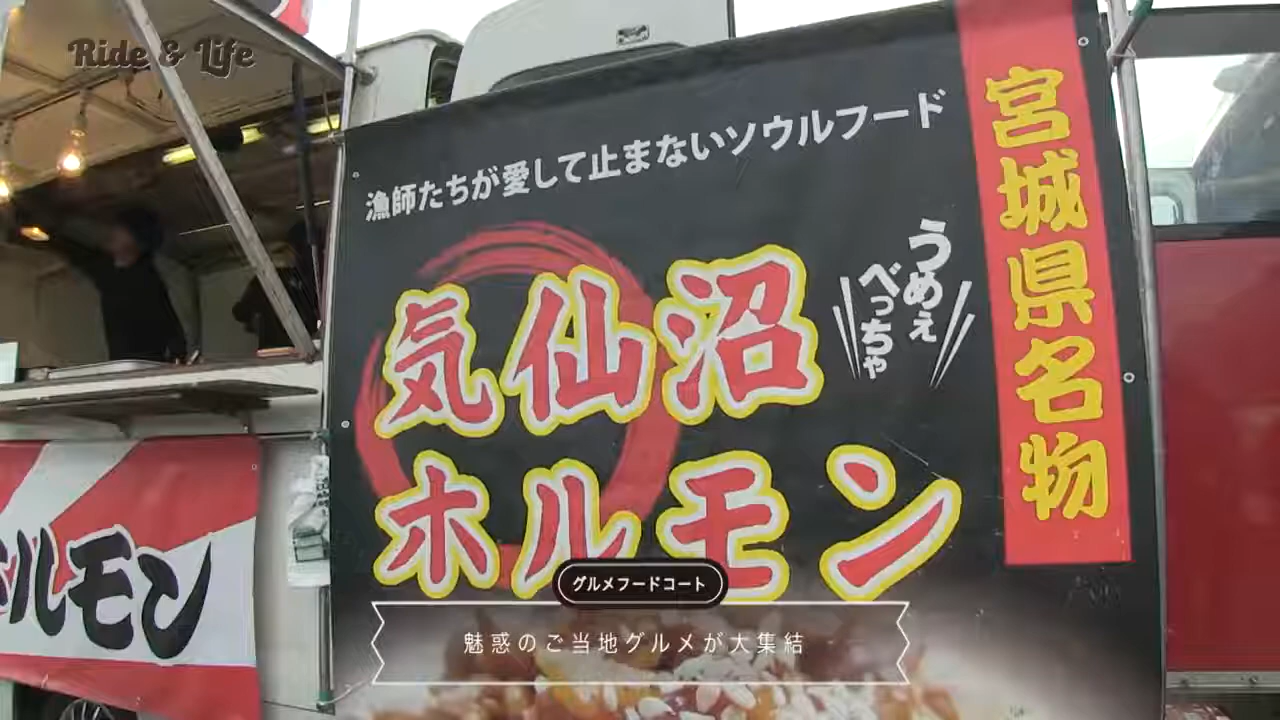 Ride & Life
漁師たちが愛して止まないソウルフード
宮城県名物
うめぇ
べっちゃ
気仙沼
ホルモン
ホルモン
グルメフードコート
魅惑のご当地グルメが大集結